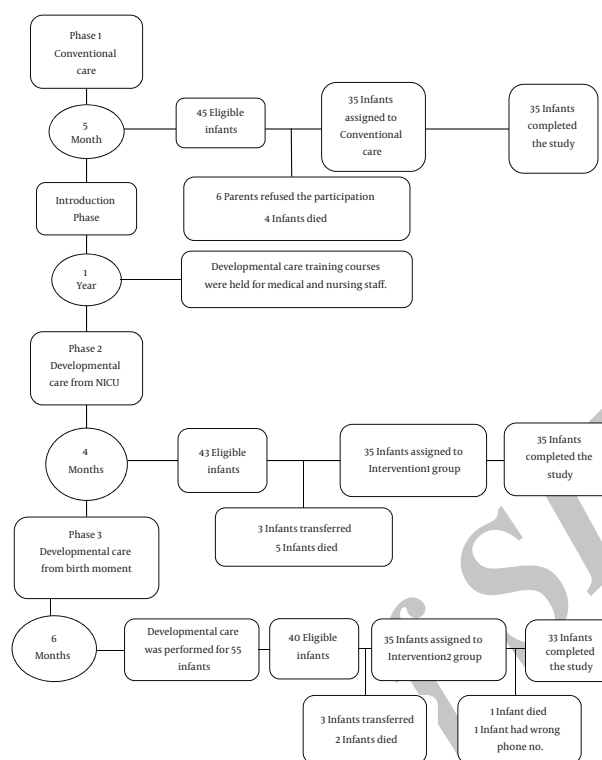 Phase 1
Conventional
care
5
Month
45 Eligible
infants
35 Infants
assigned to
Conventional
care
35 Infants
completed
the study
6 Parents refused the participation
4 Infants died
Introduction
Phase
1
Year
Developmental care training courses
were held for medical and nursing staff.
Phase 2
Developmental
care from NICU
4
Months
43 Eligible
infants
35 Infants assigned to
Intervention1 group
35 Infants
completed the
study
3 Infants transferred
5 Infants died
Phase 3
Developmental care
from birth moment
6
Months
Developmental care
was performed for 55
infants
40 Eligible
infants
35 Infants assigned to
Intervention2 group
33 Infants
completed
the study
3 Infants transferred
2 Infants died
1 Infant died
1 Infant had wrong
phone no.